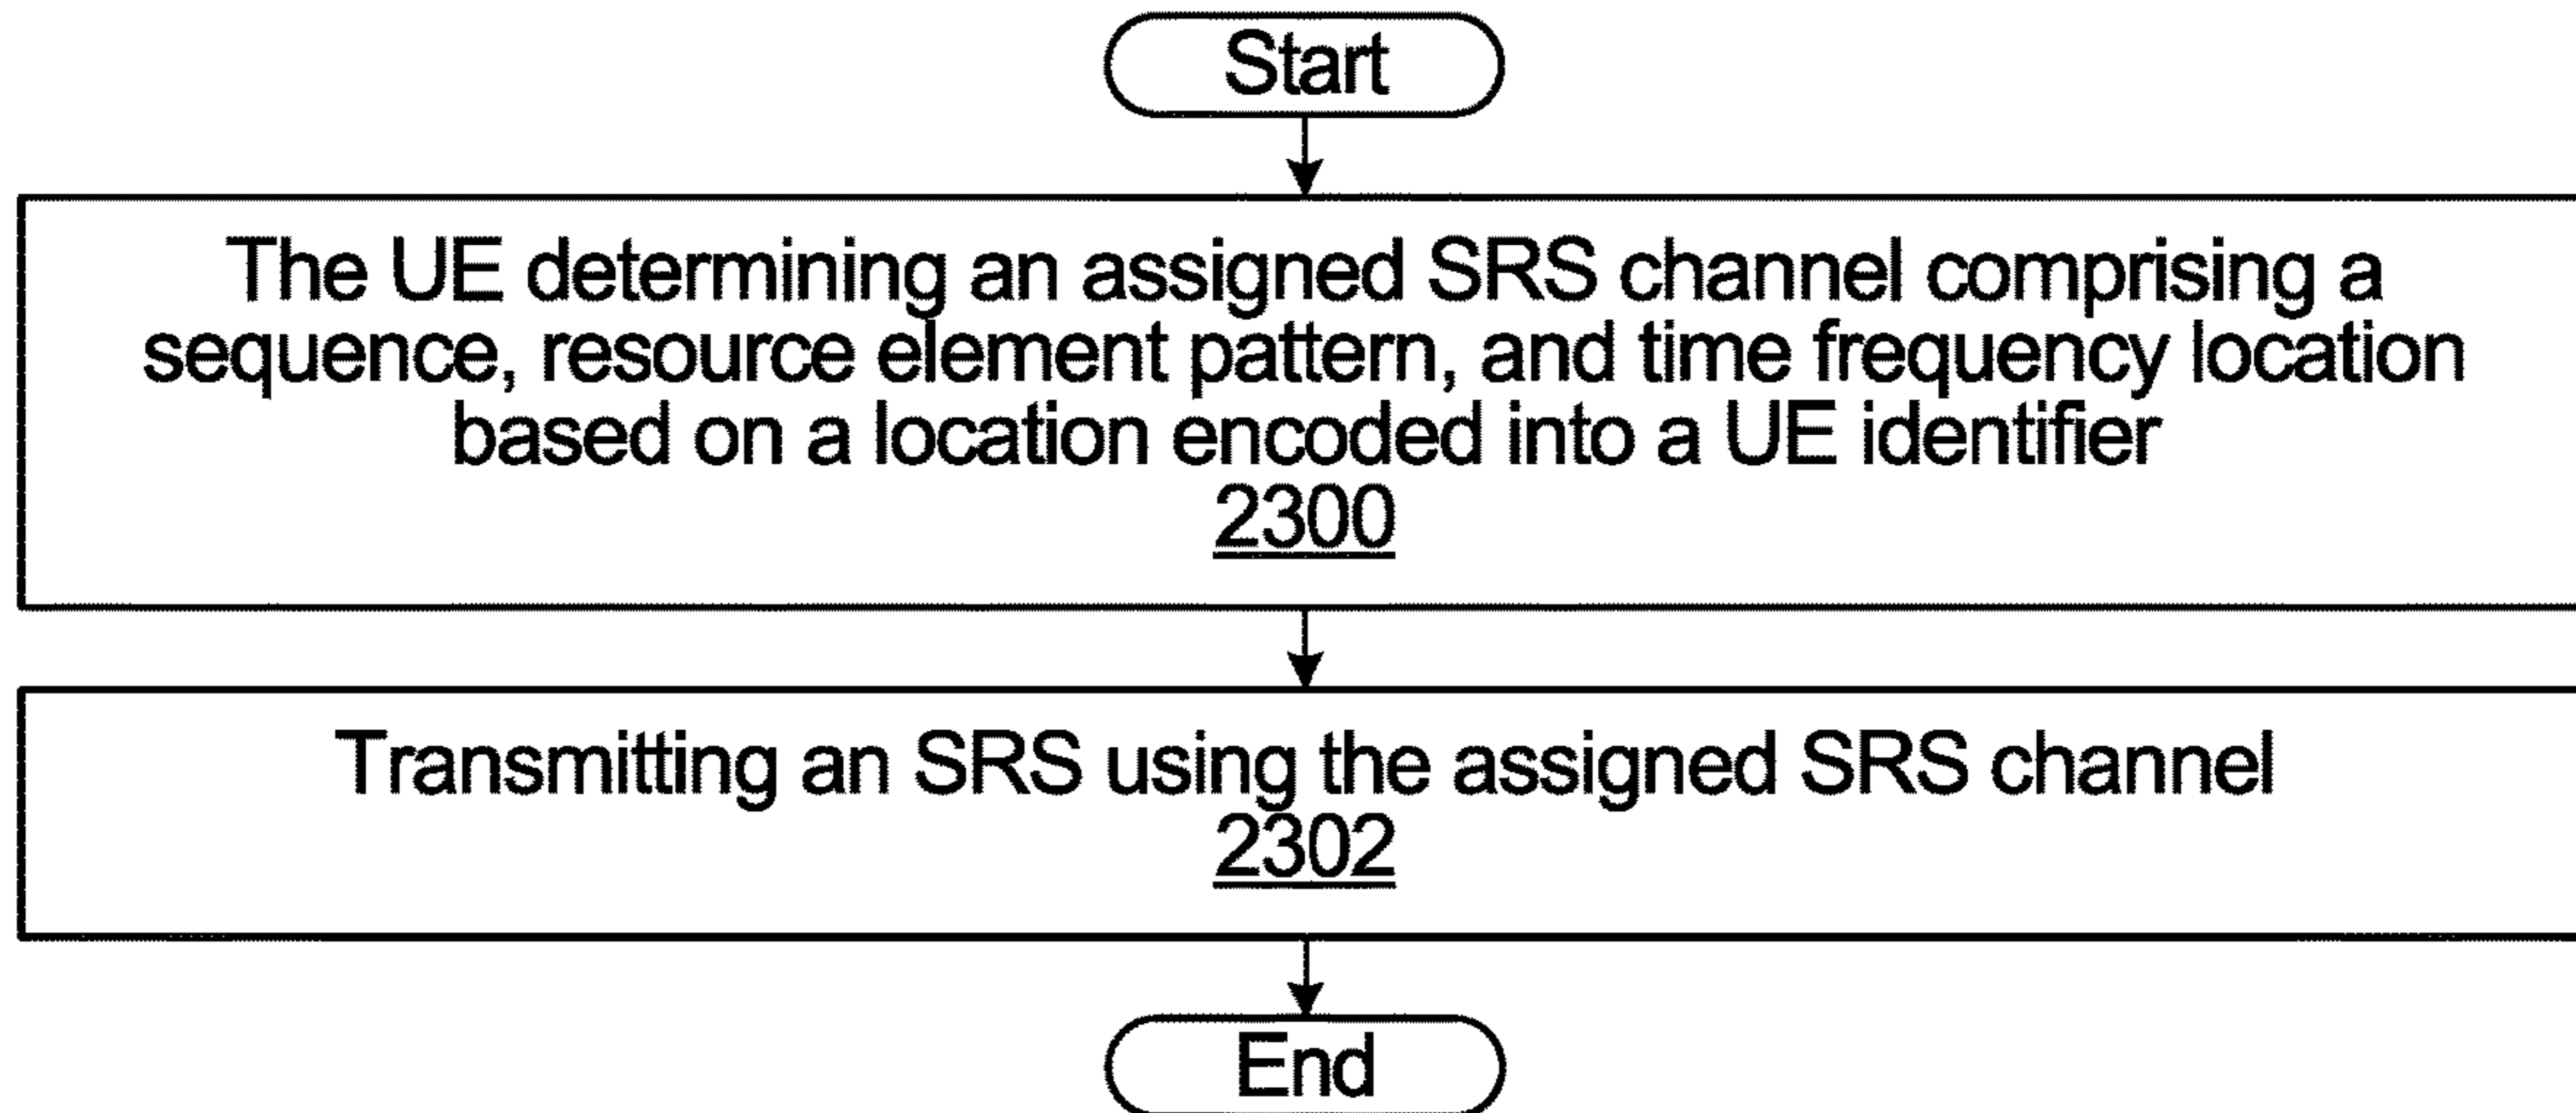 Start
The UE determining an assigned SRS channel comprising a
sequence, resource element pattern, and time frequency location
based on a location encoded into a UE identifier
2300
Transmitting an SRS using the assigned SRS channel
2302
End